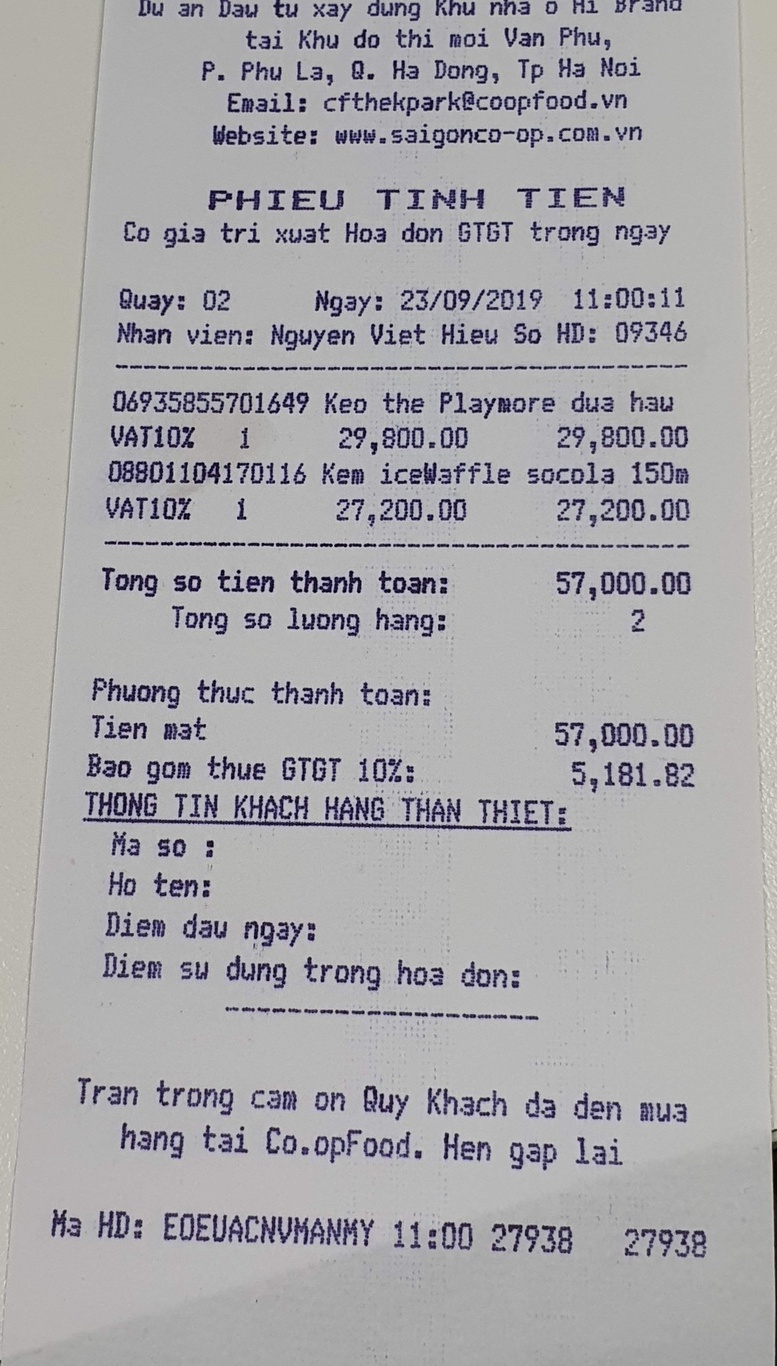 Du an Dau tu xay dung Khu nha o Hi Brand
tai Khu do thi moi Van Phu,
P. Phu La, Q. Ha Dong, Tp Ha Noi
Email: cfthekpark@coopfood.vn
Website: www.saigonco-op.com.vn
PHIEU TINH TIEN
Co gia tri xuat Hoa don GTGT trong ngay
Quay: 02 Ngay: 23/09/2019 11:00:11
Nhan vien: Nguyen Viet Hieu So HD: 09346
06935855701649 Keo the Playmore dua hau
VAT10% 1 29,800.00 29,800.00
08801104170116 Kem iceWaffle socola 150m
VAT10% 1 27,200.00 27,200.00
Tong so tien thanh toan: 57,000.00
Tong so luong hang: 2
Phuong thuc thanh toan:
Tien mat 57,000.00
Bao gom thue GTGT 10%: 5,181.82
THONG TIN KHACH HANG THAN THIET:
Ma so :
Ho ten:
Diem dau ngay:
Diem su dung trong hoa don:
Tran trong cam on Quy Khach da den mua
hang tai Co.opFood. Hen gap lai
Ma HD: EOEUACNVMANMY 11:00 27938 27938